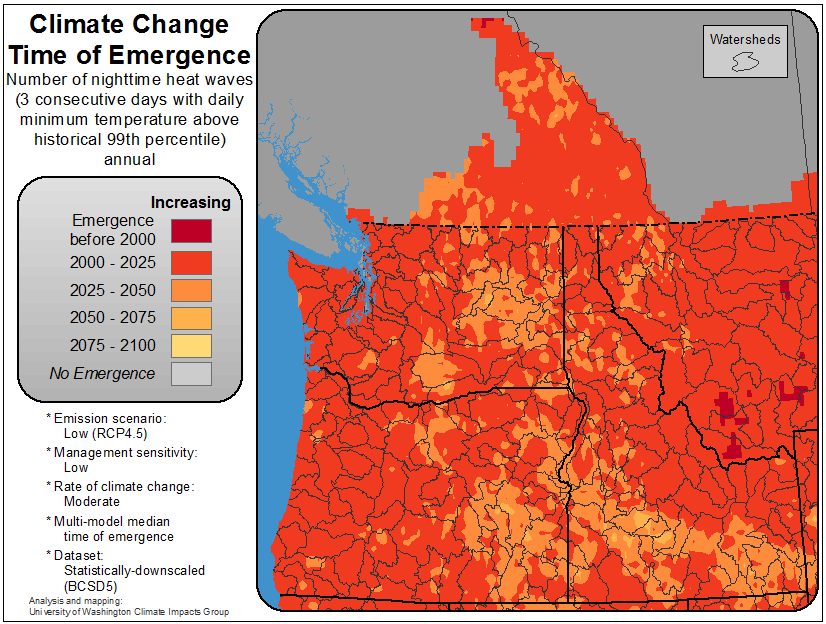 Climate Change
Time of Emergence
Number of nighttime heat waves
(3 consecutive days with daily
minimum temperature above
historical 99th percentile)
annual
Increasing
Emergence
before 2000
2000 - 2025
2025 - 2050
2050 - 2075
2075 - 2100
No Emergence
* Emission scenario:
Low (RCP4.5)
* Management sensitivity:
Low
* Rate of climate change:
Moderate
* Multi-model median
time of emergence
* Dataset:
Statistically-downscaled
(BCSD5)
Analysis and mapping:
University of Washington Climate Impacts Group
Watersheds